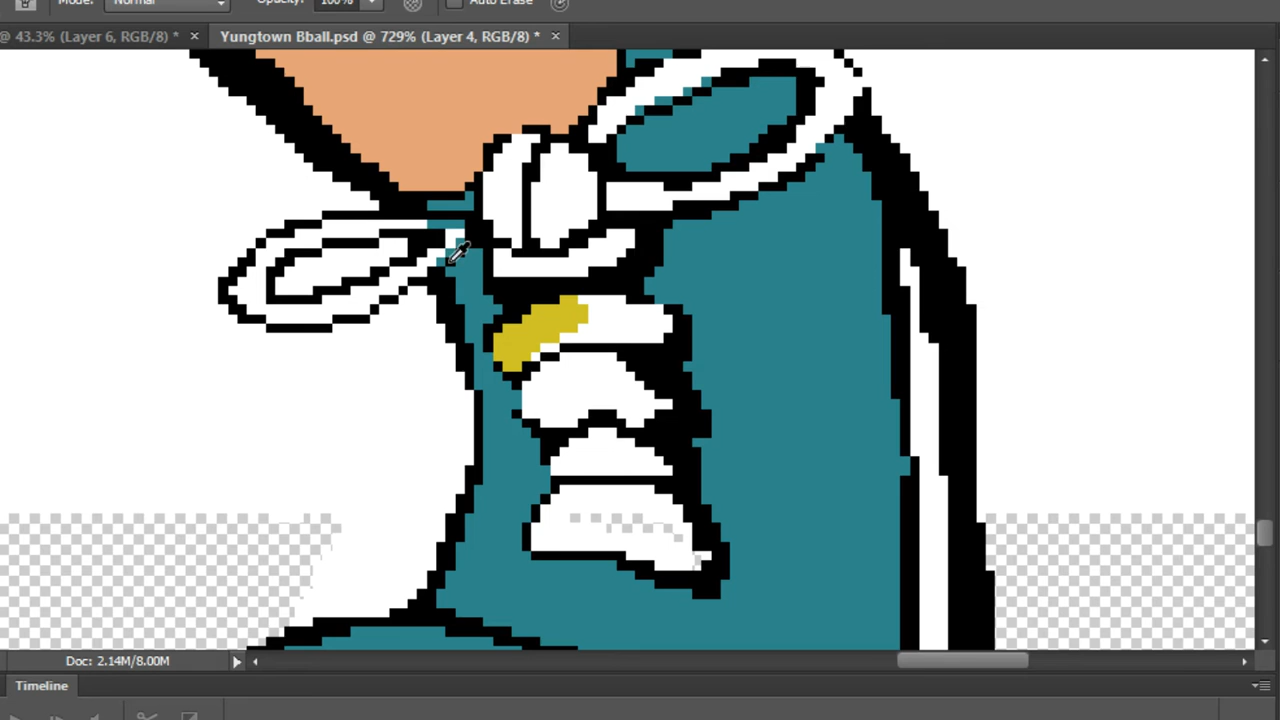 Mode: Normal Opacity: 100% Auto Erase
@ 43.3% (Layer 6, RGB/8) * × Yungtown Bball.psd @ 729% (Layer 4, RGB/8) * ×
Doc: 2.14M/8.00M
Timeline